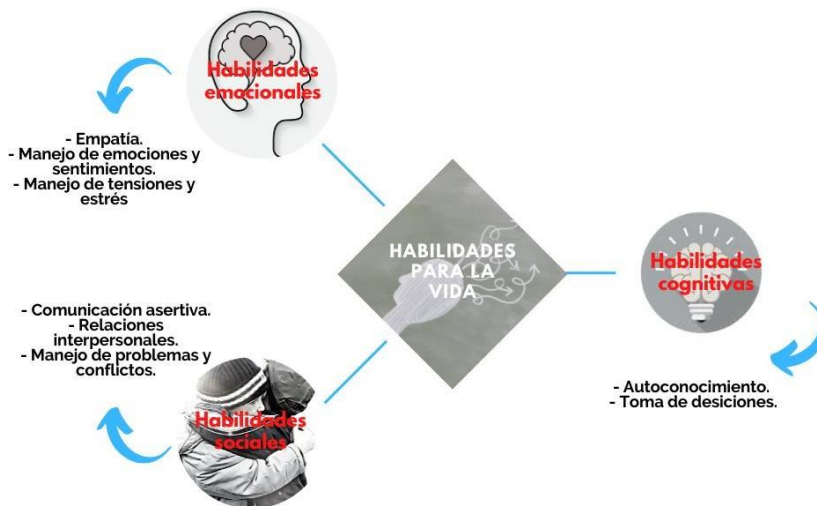 Habilidades
emocionales
- Empatía.
- Manejo de emociones y
sentimientos.
- Manejo de tensiones y
estrés
HABILIDADES
PARA LA
VIDA
Habilidades
cognitivas
- Autoconocimiento.
- Toma de desiciones.
- Comunicación asertiva.
- Relaciones
interpersonales.
- Manejo de problemas y
conflictos.
Habilidades
sociales